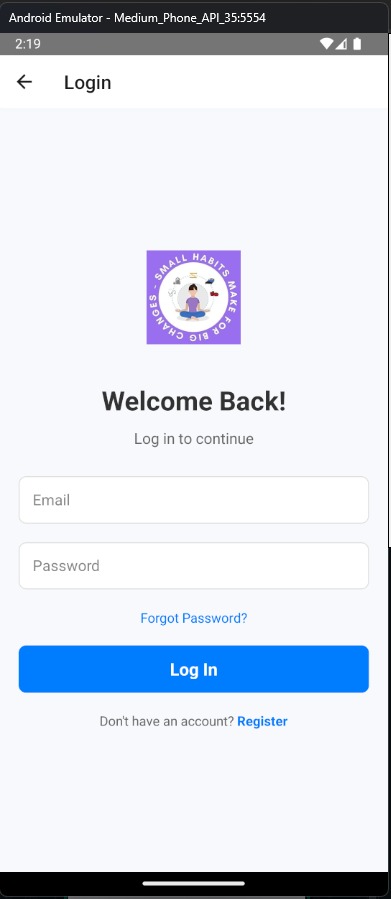 Android Emulator - Medium_Phone_API_35:5554
2:19
Login
SMALL HABITS MAKE FOR BIG CHANGES -
Welcome Back!
Log in to continue
Email
Password
Forgot Password?
Log In
Don't have an account? Register